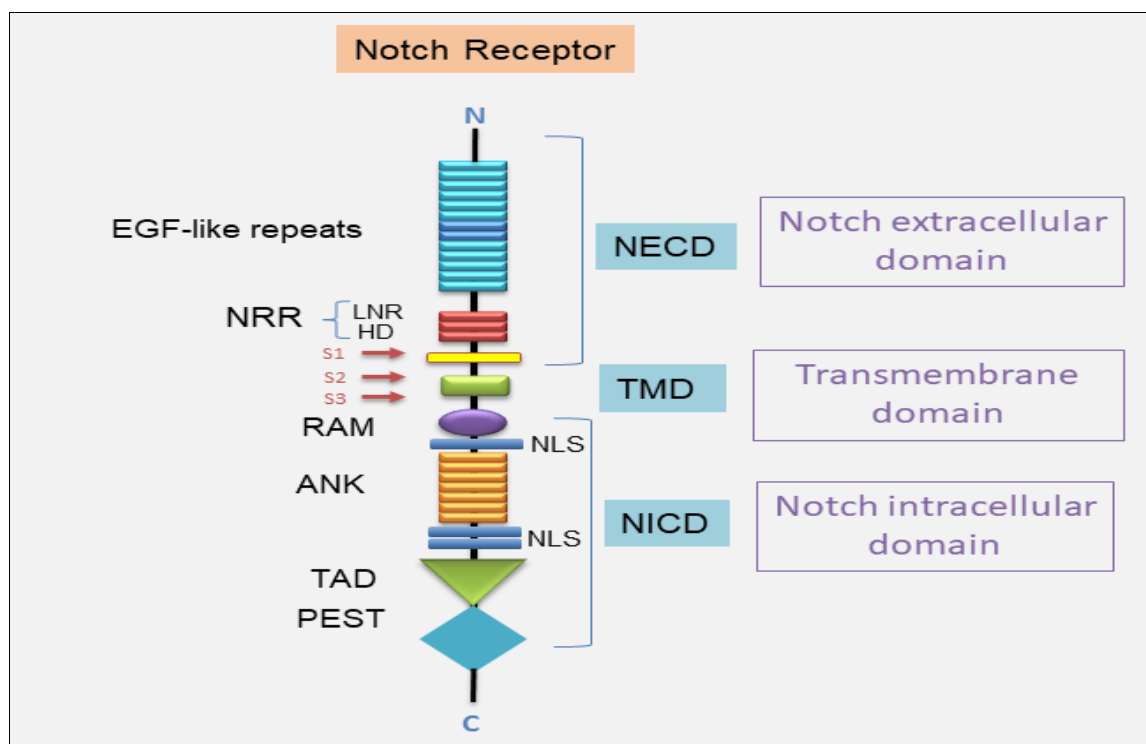 Notch Receptor
N
EGF-like repeats
NECD
Notch extracellular
domain
NRR
LNR
HD
S1
S2
S3
TMD
Transmembrane
domain
RAM
NLS
ANK
NICD
Notch intracellular
domain
NLS
TAD
PEST
C